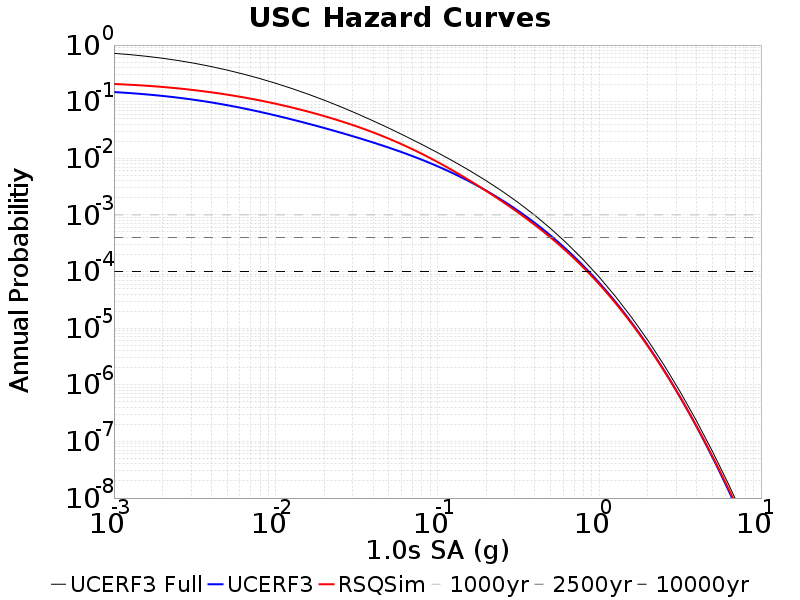 USC Hazard Curves
Annual Probabilitiy
10^0
10^-1
10^-2
10^-3
10^-4
10^-5
10^-6
10^-7
10^-8
10^-3 10^-2 10^-1 10^0 10^1
1.0s SA (g)
UCERF3 Full UCERF3 RSQSim 1000yr 2500yr 10000yr